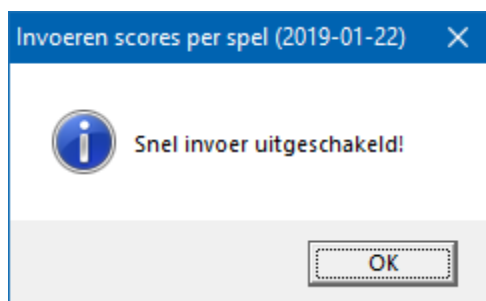 Invoeren scores per spel (2019-01-22)
Snel invoer uitgeschakeld!
OK